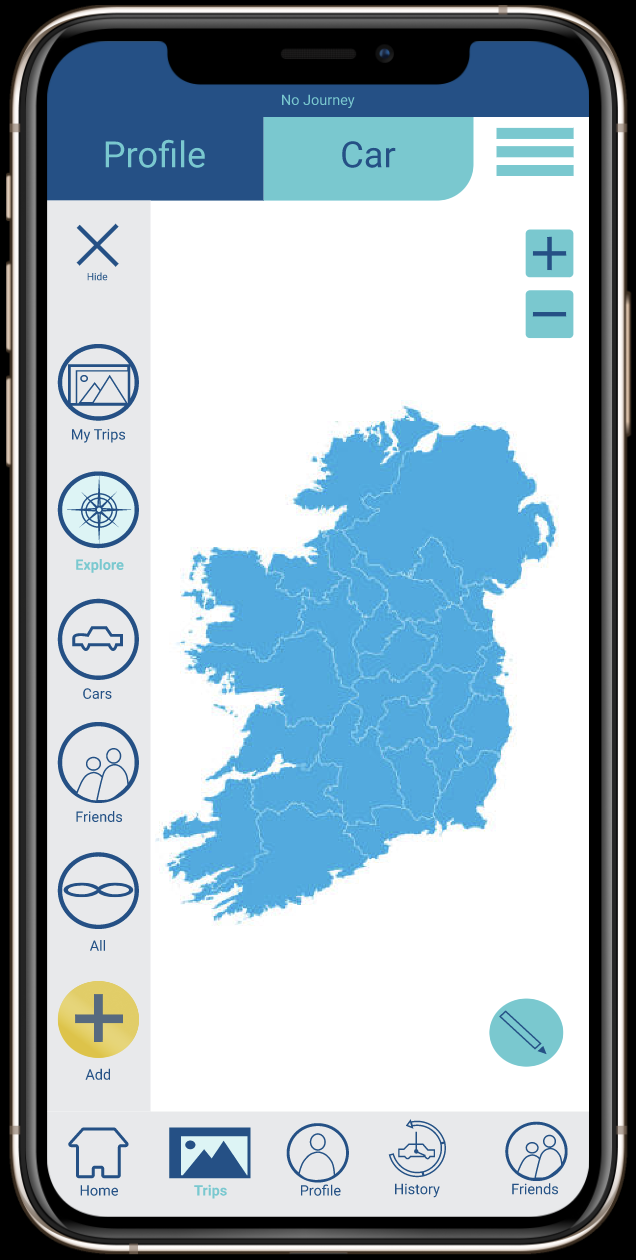 No Journey
Profile
Car
Hide
My Trips
Explore
Cars
Friends
All
Add
Home
Trips
Profile
History
Friends